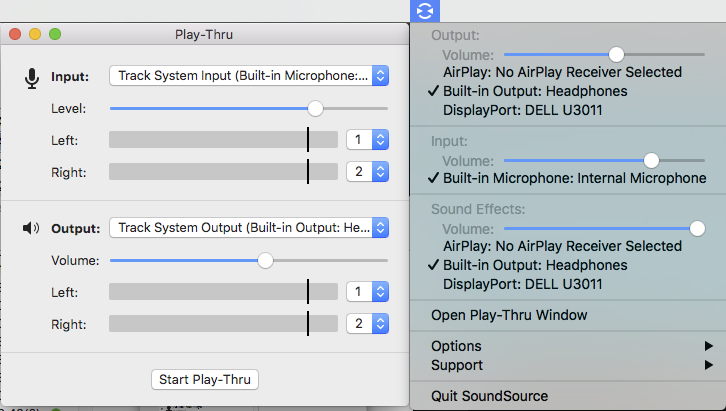 Play-Thru
Input: Track System Input (Built-in Microphone:...
Level:
Left: 1
Right: 2
Output: Track System Output (Built-in Output: He...
Volume:
Left: 1
Right: 2
Start Play-Thru
Output:
Volume:
AirPlay: No AirPlay Receiver Selected
✓ Built-in Output: Headphones
DisplayPort: DELL U3011
Input:
Volume:
✓ Built-in Microphone: Internal Microphone
Sound Effects:
Volume:
AirPlay: No AirPlay Receiver Selected
✓ Built-in Output: Headphones
DisplayPort: DELL U3011
Open Play-Thru Window
Options
Support
Quit SoundSource